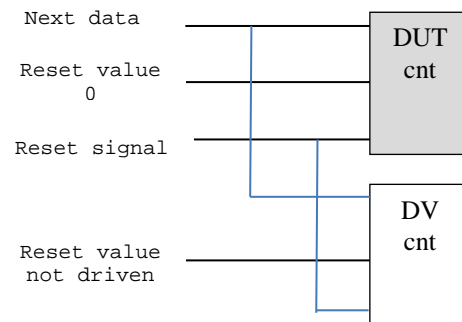 Next data
Reset value
0
Reset signal
Reset value
not driven
DUT
cnt
DV
cnt